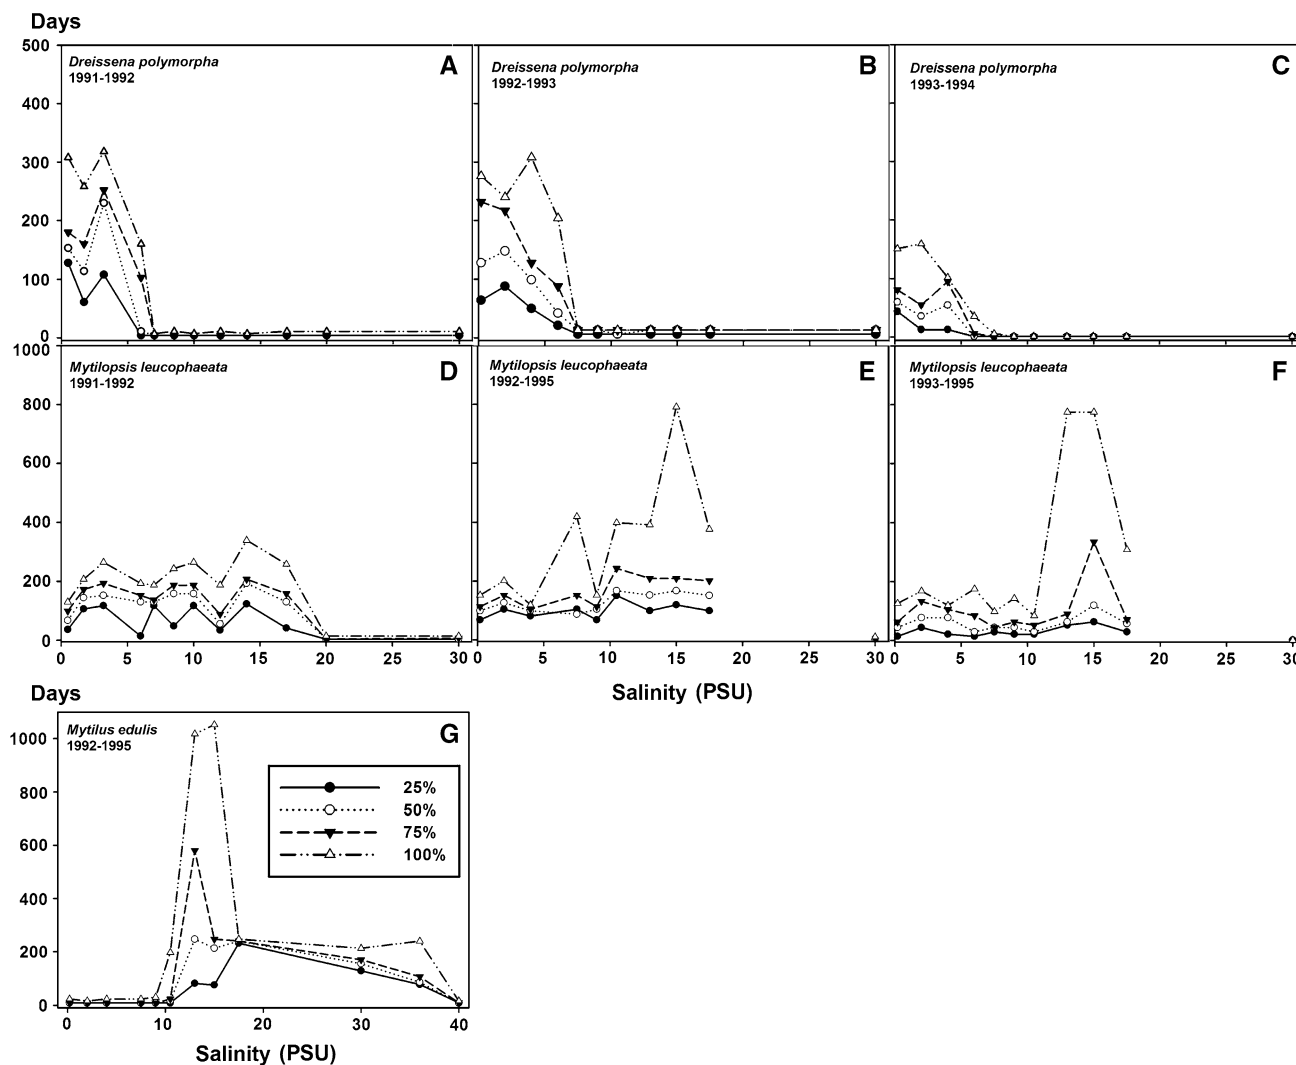 Days
500
400
300
200
100
0
Dreissena polymorpha
1991-1992
A
Dreissena polymorpha
1992-1993
B
Dreissena polymorpha
1993-1994
C
1000
800
600
400
200
0
Mytilopsis leucophaeata
1991-1992
D
Mytilopsis leucophaeata
1992-1995
E
Mytilopsis leucophaeata
1993-1995
F
0 5 10 15 20 25 30
0 5 10 15 20 25 30
0 5 10 15 20 25 30
Salinity (PSU)
Days
1000
800
600
400
200
0
Mytilus edulis
1992-1995
G
25%
50%
75%
100%
0 10 20 30 40
Salinity (PSU)